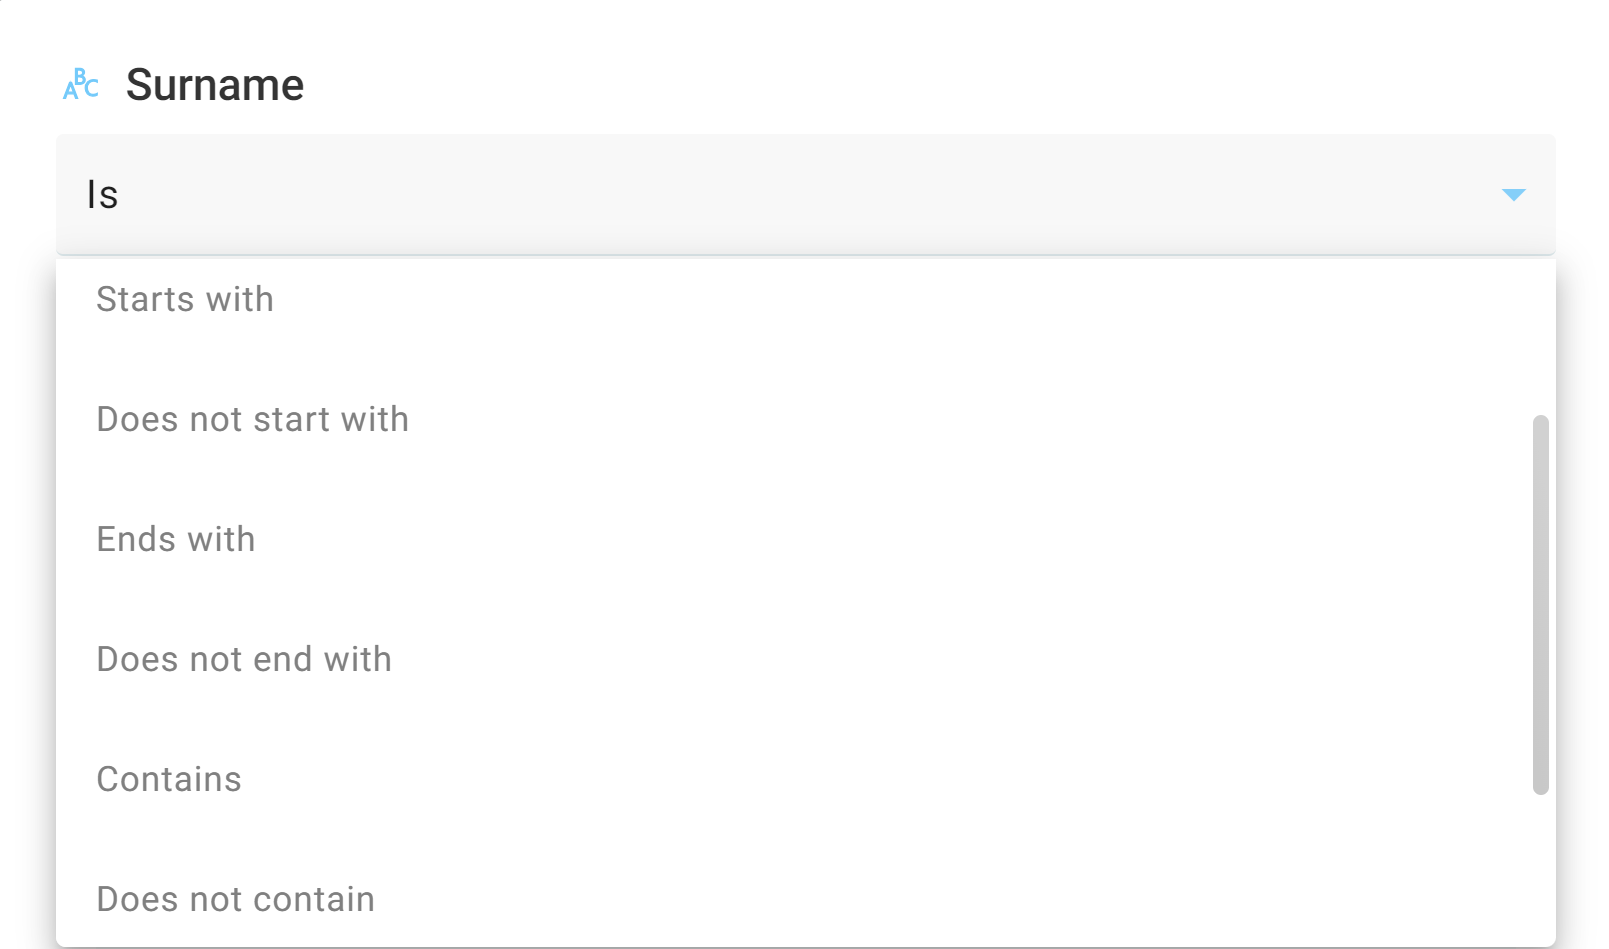 ABC Surname
Is
Starts with
Does not start with
Ends with
Does not end with
Contains
Does not contain